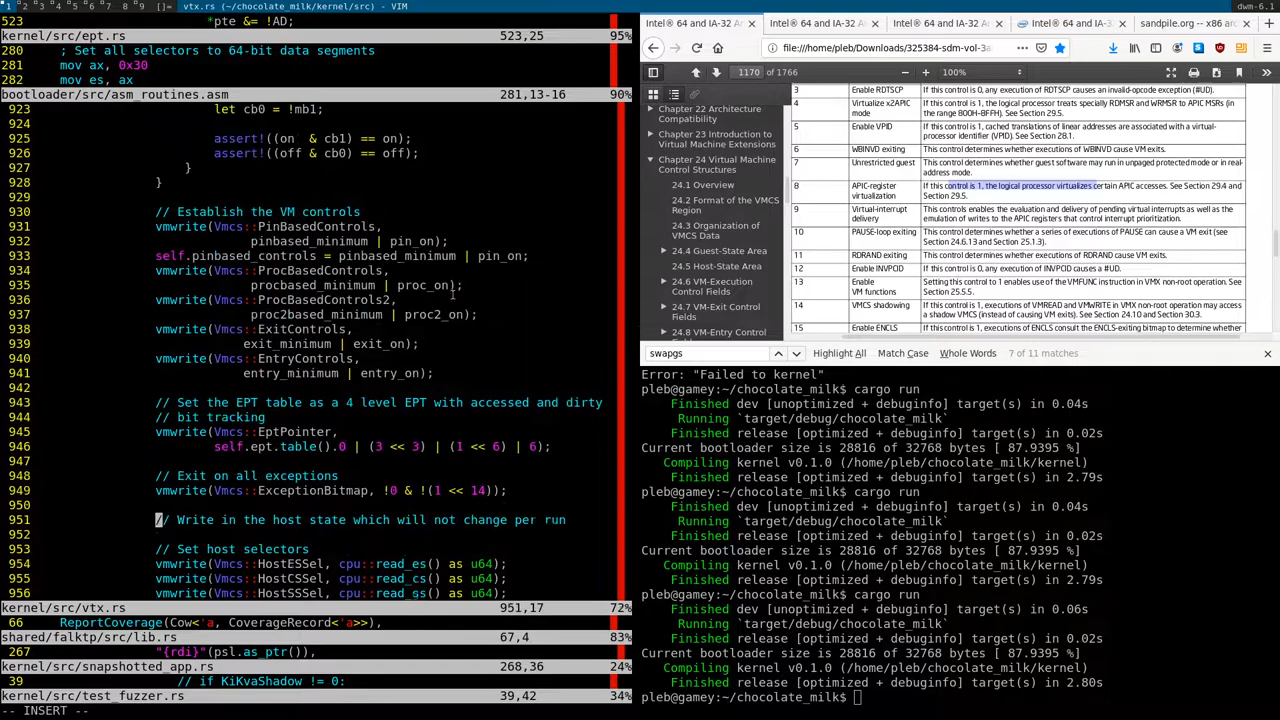 1 2 3 4 5 6 7 8 9 []= vtx.rs (~/chocolate_milk/kernel/src) - VIM
dwm-6.1
523 *pte &= !AD;
kernel/src/ept.rs 523,25 95%
280 ; Set all selectors to 64-bit data segments
281 mov ax, 0x30
282 mov es, ax
bootloader/src/asm_routines.asm 281,13-16 90%
923 let cb0 = !mb1;
924
925 assert!((on & cb1) == on);
926 assert!((off & cb0) == off);
927 }
928 }
929
930 // Establish the VM controls
931 vmwrite(Vmcs::PinBasedControls,
932 pinbased_minimum | pin_on);
933 self.pinbased_controls = pinbased_minimum | pin_on;
934 vmwrite(Vmcs::ProcBasedControls,
935 procbased_minimum | proc_on);
936 vmwrite(Vmcs::ProcBasedControls2,
937 proc2based_minimum | proc2_on);
938 vmwrite(Vmcs::ExitControls,
939 exit_minimum | exit_on);
940 vmwrite(Vmcs::EntryControls,
941 entry_minimum | entry_on);
942
943 // Set the EPT table as a 4 level EPT with accessed and dirty
944 // bit tracking
945 vmwrite(Vmcs::EptPointer,
946 self.ept.table().0 | (3 << 3) | (1 << 6) | 6);
947
948 // Exit on all exceptions
949 vmwrite(Vmcs::ExceptionBitmap, !0 & !(1 << 14));
950
951 // Write in the host state which will not change per run
952
953 // Set host selectors
954 vmwrite(Vmcs::HostESSel, cpu::read_es() as u64);
955 vmwrite(Vmcs::HostCSSel, cpu::read_cs() as u64);
956 vmwrite(Vmcs::HostSSSel, cpu::read_ss() as u64);
kernel/src/vtx.rs 951,17 72%
66 ReportCoverage(Cow<'a, CoverageRecord<'a>>),
shared/falktp/src/lib.rs 67,4 83%
267 "{rdi}"(psl.as_ptr()),
kernel/src/snapshotted_app.rs 268,36 24%
39 // if KiKvaShadow != 0:
kernel/src/test_fuzzer.rs 39,42 34%
-- INSERT --
Intel® 64 and IA-32 Ar
Intel® 64 and IA-32 Ar
Intel® 64 and IA-32 Ar
Intel® 64 and IA-32 A
sandpile.org -- x86 arc
file:///home/pleb/Downloads/325384-sdm-vol-3a
1170 of 1766
100%
Chapter 22 Architecture
Compatibility
Chapter 23 Introduction to
Virtual Machine Extensions
Chapter 24 Virtual Machine
Control Structures
24.1 Overview
24.2 Format of the VMCS
Region
24.3 Organization of
VMCS Data
24.4 Guest-State Area
24.5 Host-State Area
24.6 VM-Execution
Control Fields
24.7 VM-Exit Control
Fields
24.8 VM-Entry Control
3 Enable RDTSCP If this control is 0, any execution of RDTSCP causes an invalid-opcode exception (#UD).
4 Virtualize x2APIC If this control is 1, the logical processor treats specially RDMSR and WRMSR to APIC MSRs (in
mode the range 800H-8FFH). See Section 29.5.
5 Enable VPID If this control is 1, cached translations of linear addresses are associated with a virtual-
processor identifier (VPID). See Section 28.1.
6 WBINVD exiting This control determines whether executions of WBINVD cause VM exits.
7 Unrestricted guest This control determines whether guest software may run in unpaged protected mode or in real-
address mode.
8 APIC-register If this control is 1, the logical processor virtualizes certain APIC accesses. See Section 29.4 and
virtualization Section 29.5.
9 Virtual-interrupt This controls enables the evaluation and delivery of pending virtual interrupts as well as the
delivery emulation of writes to the APIC registers that control interrupt prioritization.
10 PAUSE-loop exiting This control determines whether a series of executions of PAUSE can cause a VM exit (see
Section 24.6.13 and Section 25.1.3).
11 RDRAND exiting This control determines whether executions of RDRAND cause VM exits.
12 Enable INVPCID If this control is 0, any execution of INVPCID causes a #UD.
13 Enable Setting this control to 1 enables use of the VMFUNC instruction in VMX non-root operation. See
VM functions Section 25.5.5.
14 VMCS shadowing If this control is 1, executions of VMREAD and VMWRITE in VMX non-root operation may access
a shadow VMCS (instead of causing VM exits). See Section 24.10 and Section 30.3.
15 Enable ENCLS If this control is 1, executions of ENCLS consult the ENCLS-exiting bitmap to determine whether
swapgs Highlight All Match Case Whole Words 7 of 11 matches
Error: "Failed to kernel"
pleb@gamey:~/chocolate_milk$ cargo run
Finished dev [unoptimized + debuginfo] target(s) in 0.04s
Running `target/debug/chocolate_milk`
Finished release [optimized + debuginfo] target(s) in 0.02s
Current bootloader size is 28816 of 32768 bytes [ 87.9395 %]
Compiling kernel v0.1.0 (/home/pleb/chocolate_milk/kernel)
Finished release [optimized + debuginfo] target(s) in 2.79s
pleb@gamey:~/chocolate_milk$ cargo run
Finished dev [unoptimized + debuginfo] target(s) in 0.04s
Running `target/debug/chocolate_milk`
Finished release [optimized + debuginfo] target(s) in 0.02s
Current bootloader size is 28816 of 32768 bytes [ 87.9395 %]
Compiling kernel v0.1.0 (/home/pleb/chocolate_milk/kernel)
Finished release [optimized + debuginfo] target(s) in 2.79s
pleb@gamey:~/chocolate_milk$ cargo run
Finished dev [unoptimized + debuginfo] target(s) in 0.06s
Running `target/debug/chocolate_milk`
Finished release [optimized + debuginfo] target(s) in 0.02s
Current bootloader size is 28816 of 32768 bytes [ 87.9395 %]
Compiling kernel v0.1.0 (/home/pleb/chocolate_milk/kernel)
Finished release [optimized + debuginfo] target(s) in 2.80s
pleb@gamey:~/chocolate_milk$